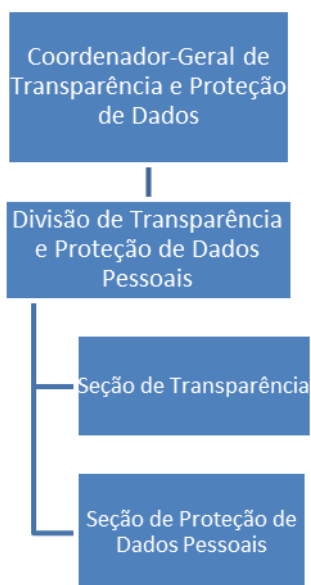 Coordenador-Geral de
Transparência e Proteção
de Dados
Divisão de Transparência
e Proteção de Dados
Pessoais
Seção de Transparência
Seção de Proteção de
Dados Pessoais